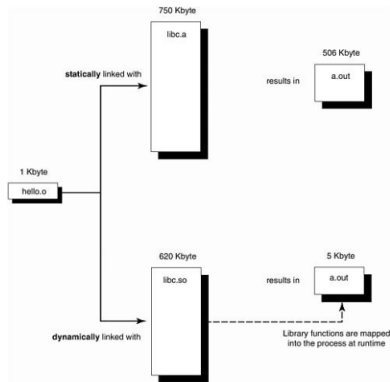 750 Kbyte
libc.a
506 Kbyte
a.out
statically linked with
results in
1 Kbyte
hello.o
620 Kbyte
libc.so
5 Kbyte
a.out
results in
dynamically linked with
Library functions are mapped
into the process at runtime